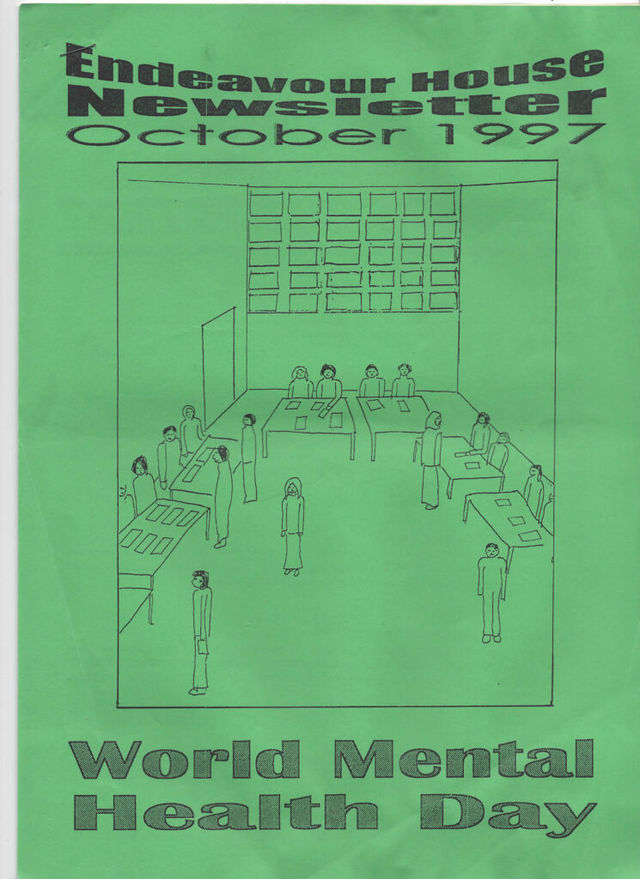 Endeavour House
Newsletter
October 1997
World Mental
Health Day